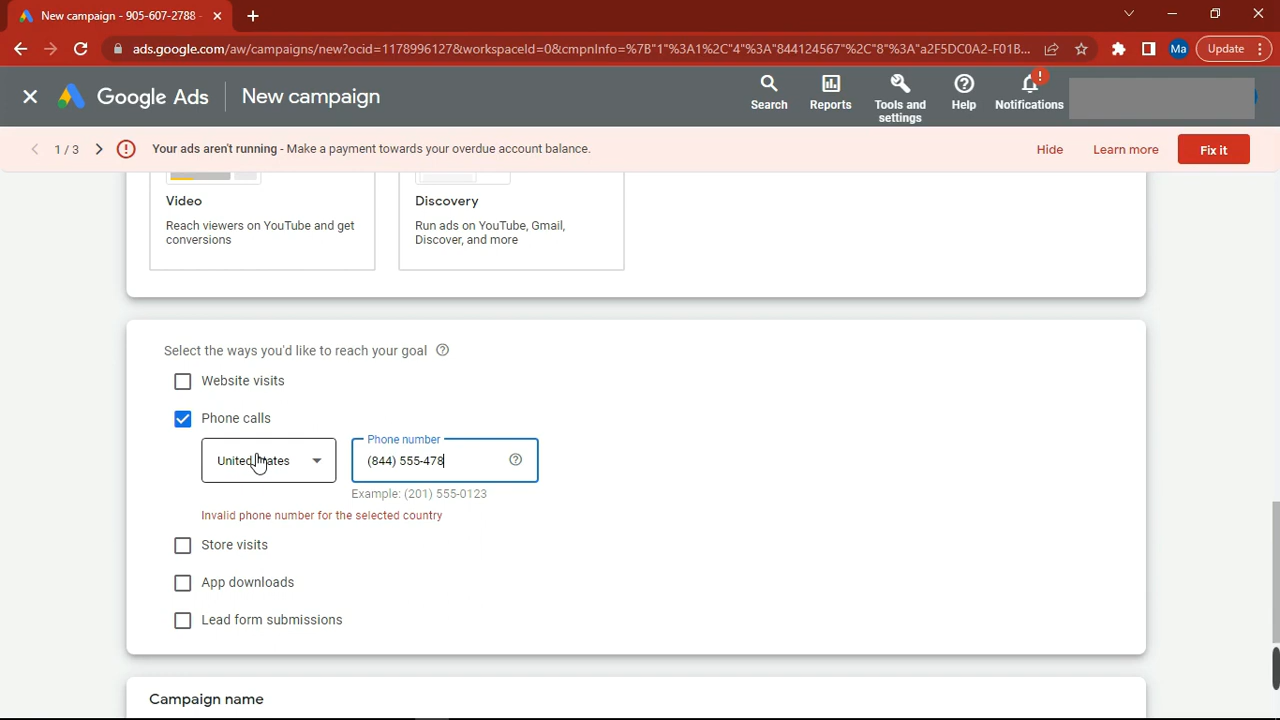 New campaign - 905-607-2788 -
ads.google.com/aw/campaigns/new?ocid=1178996127&workspaceId=0&cmpnInfo=%7B"1"%3A1%2C"4"%3A"844124567"%2C"8"%3A"a2F5DC0A2-F01B...
Ma
Update
Google Ads
New campaign
Search
Reports
Tools and settings
Help
Notifications
1 / 3
Your ads aren't running - Make a payment towards your overdue account balance.
Hide
Learn more
Fix it
Video
Reach viewers on YouTube and get
conversions
Discovery
Run ads on YouTube, Gmail,
Discover, and more
Select the ways you'd like to reach your goal
Website visits
Phone calls
United States
Phone number
(844) 555-478
Example: (201) 555-0123
Invalid phone number for the selected country
Store visits
App downloads
Lead form submissions
Campaign name